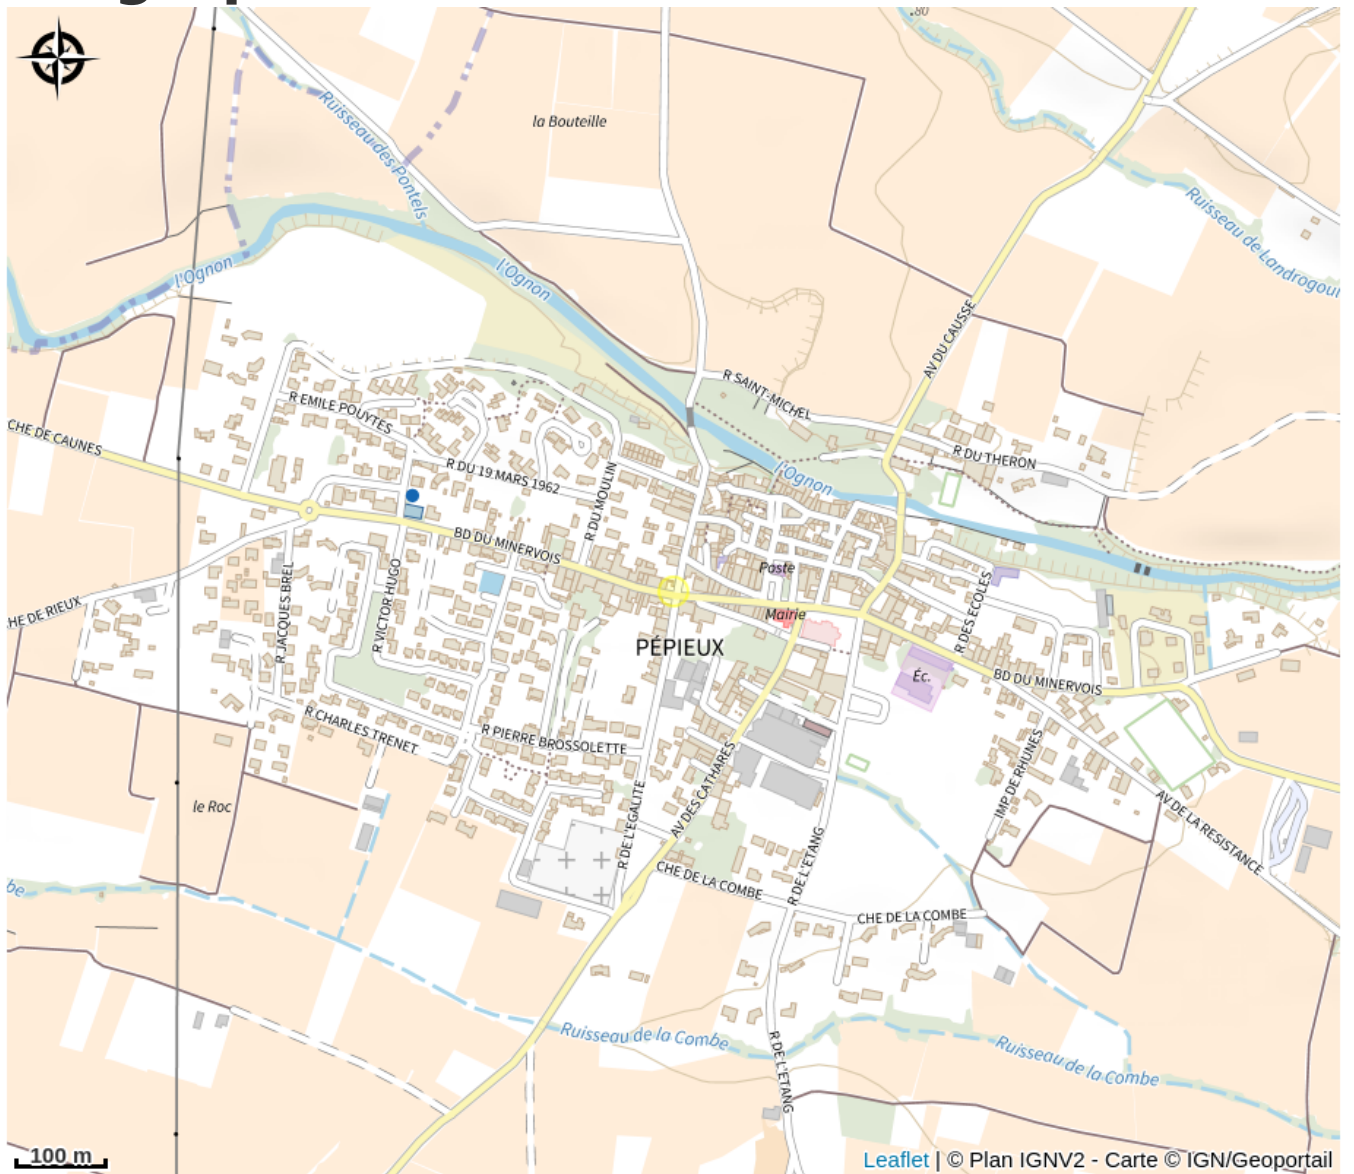 80
la Bouteille
Ruisseau des Pontels
Ruisseau de Landrogout
l'Ognon
l'Ognon
AV DU CAUSSE
R SAINT-MICHEL
R EMILE POUYTES
CHE DE CAUNES
R DU THERON
R DU 19 MARS 1962
l'Ognon
R DU MOULIN
BD DU MINERVOIS
Poste
R JACQUES BREL
R VICTOR HUGO
HE DE RIEUX
R DES ECOLES
Mairie
PÉPIEUX
Éc.
BD DU MINERVOIS
R CHARLES TRENET
R PIERRE BROSSOLETTE
AV DES CATHARES
IMP DE RHUNES
le Roc
R DE L'EGALITE
AV DE LA RESISTANCE
R DE L'ETANG
CHE DE LA COMBE
be
CHE DE LA COMBE
Ruisseau de la Combe
Ruisseau de la Combe
R DE L'ETANG
100 m
Leaflet | © Plan IGNV2 - Carte © IGN/Geoportail